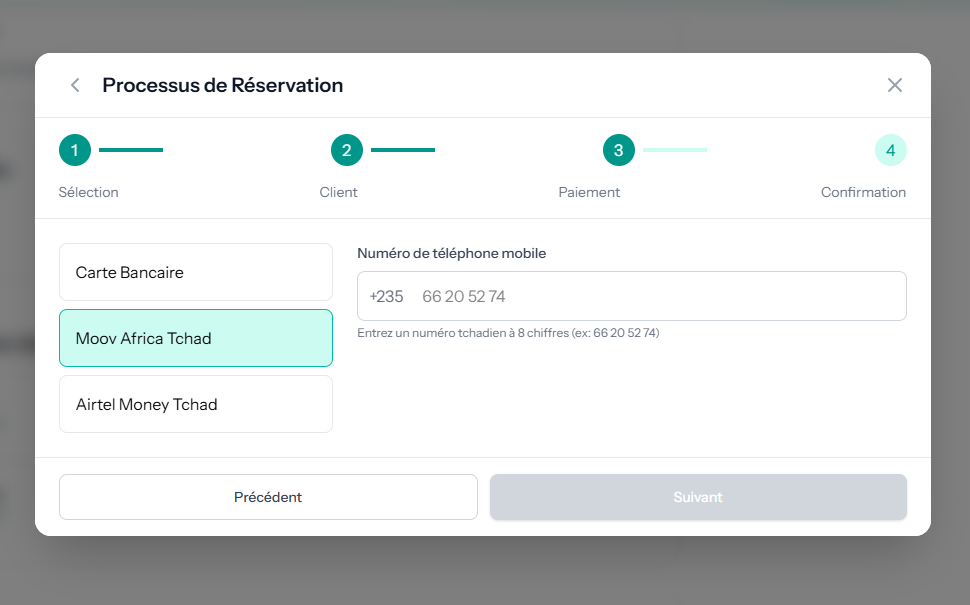 Processus de Réservation
1
2
3
4
Sélection
Client
Paiement
Confirmation
Carte Bancaire
Moov Africa Tchad
Airtel Money Tchad
Numéro de téléphone mobile
+235 66 20 52 74
Entrez un numéro tchadien à 8 chiffres (ex: 66 20 52 74)
Précédent
Suivant